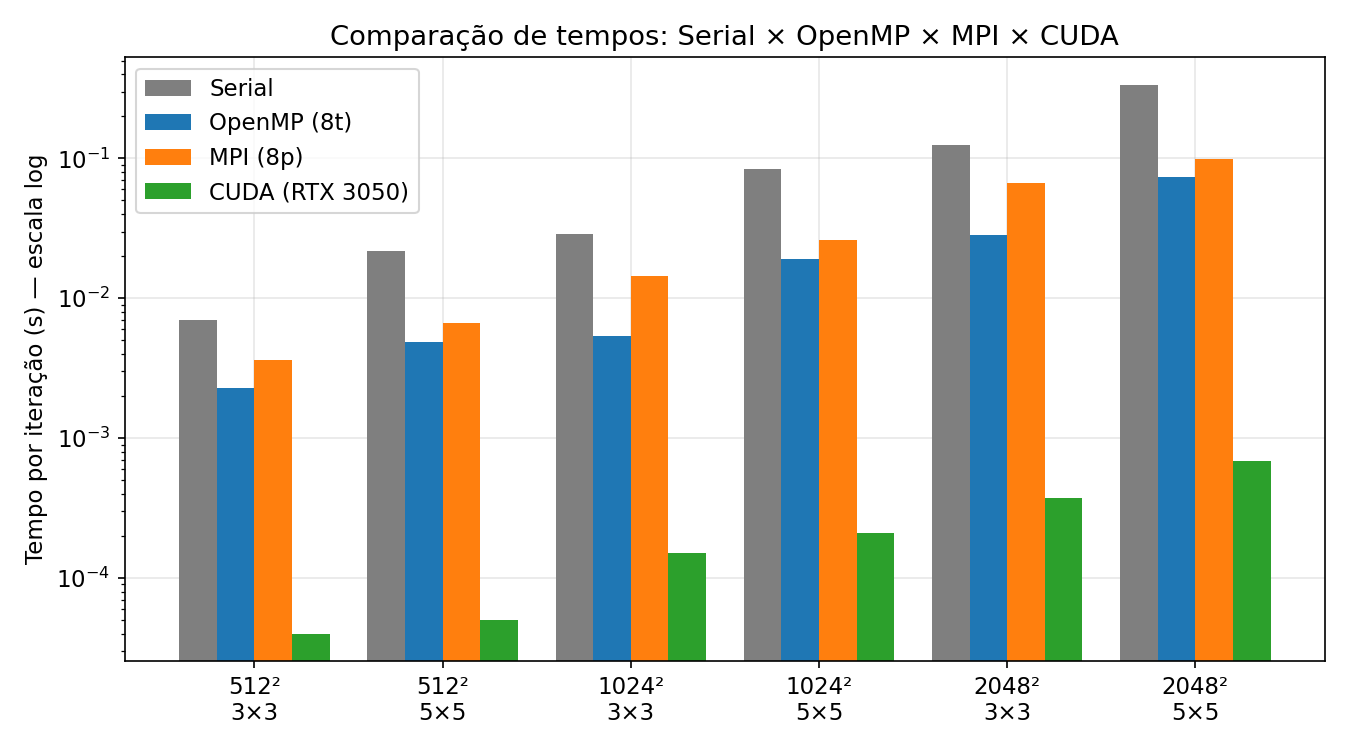 Comparação de tempos: Serial × OpenMP × MPI × CUDA
Serial
OpenMP (8t)
MPI (8p)
CUDA (RTX 3050)
Tempo por iteração (s) — escala log
10⁻¹
10⁻²
10⁻³
10⁻⁴
512² 512² 1024² 1024² 2048² 2048²
3×3 5×5 3×3 5×5 3×3 5×5